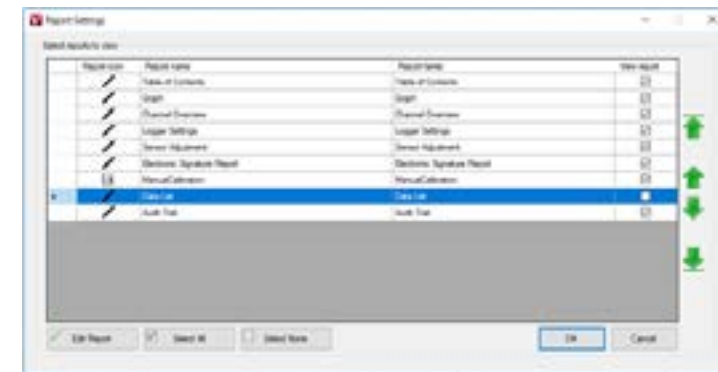 Report Settings
Select reports to view
Report icon Report name Report name View report
Table of Contents Table of Contents
Graph Graph
Channel Overview Channel Overview
Logger Settings Logger Settings
Sensor Adjustment Sensor Adjustment
Electronic Signature Report Electronic Signature Report
ManualCalibration ManualCalibration
Data List Data List
Audit Trail Audit Trail
Edit Report Select All Select None OK Cancel